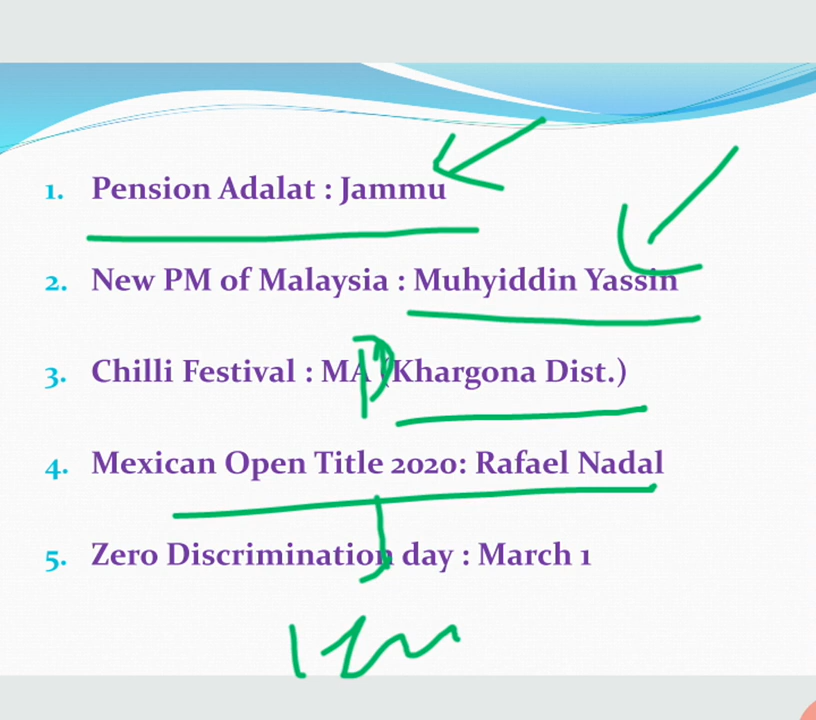 1. Pension Adalat : Jammu
2. New PM of Malaysia : Muhyiddin Yassin
3. Chilli Festival : MA (Khargona Dist.)
4. Mexican Open Title 2020: Rafael Nadal
5. Zero Discrimination day : March 1